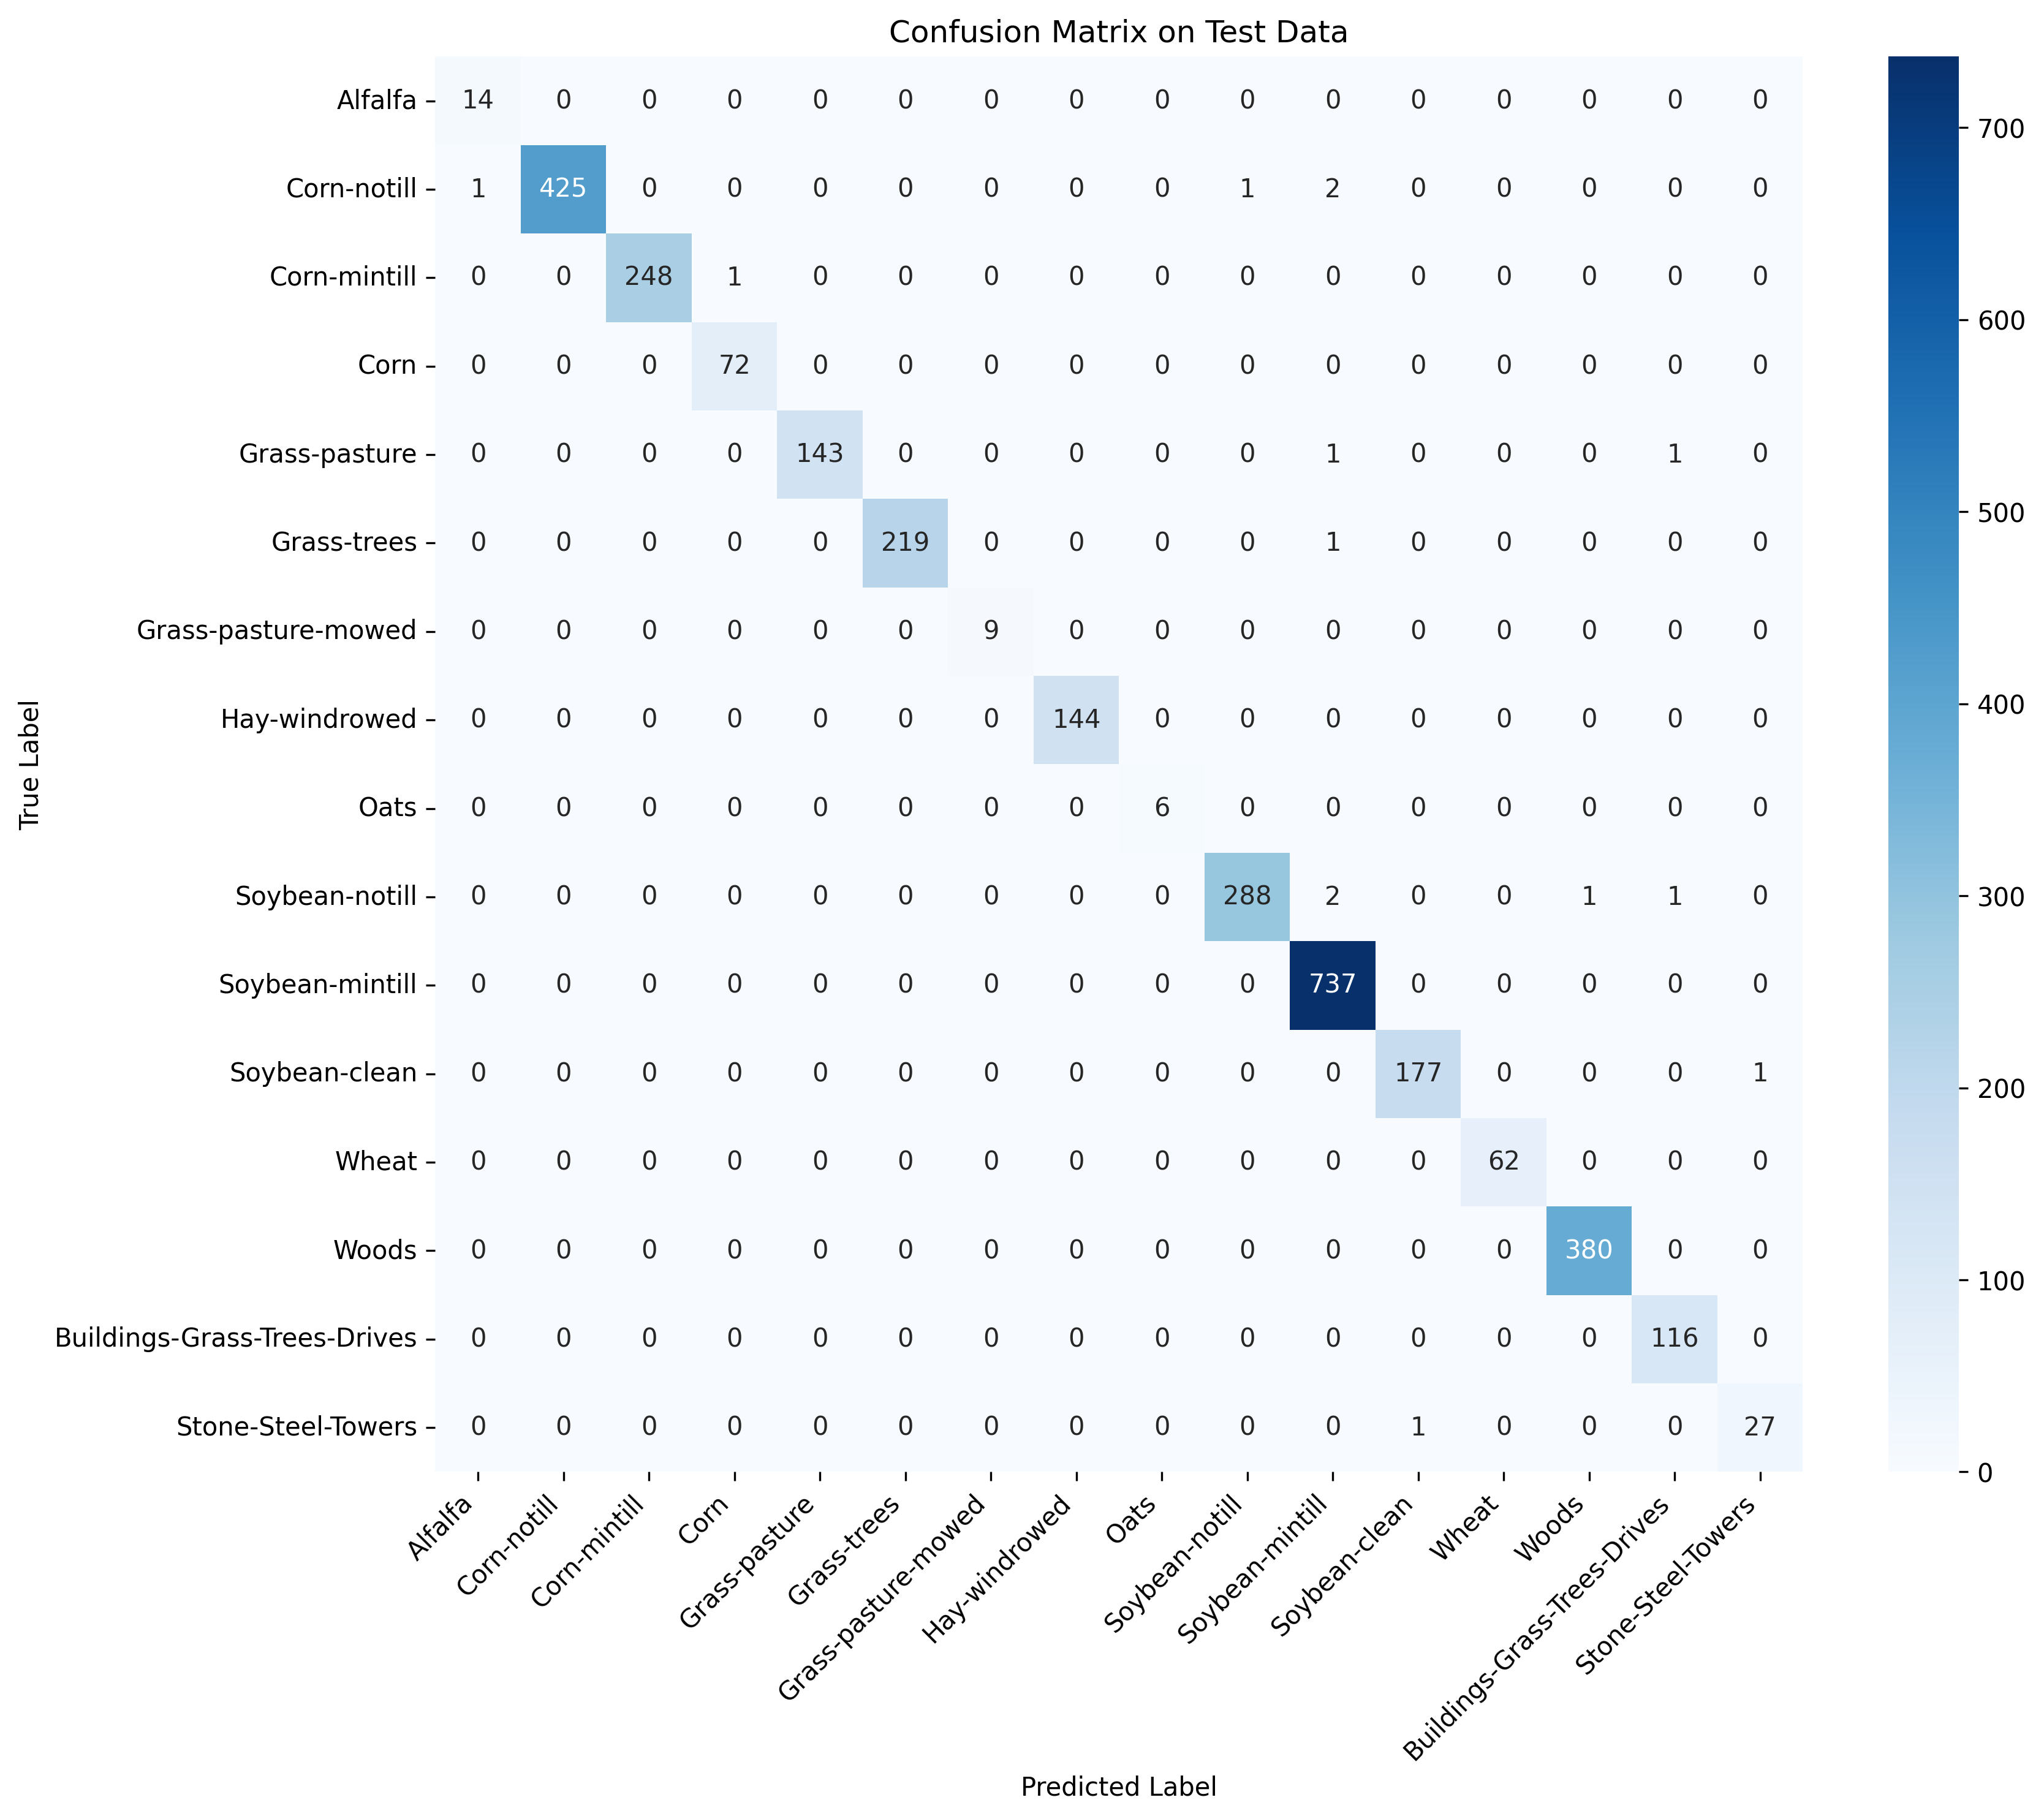 Confusion Matrix on Test Data
Alfalfa 14 0 0 0 0 0 0 0 0 0 0 0 0 0 0 0
Corn-notill 1 425 0 0 0 0 0 0 0 1 2 0 0 0 0 0
Corn-mintill 0 0 248 1 0 0 0 0 0 0 0 0 0 0 0 0
Corn 0 0 0 72 0 0 0 0 0 0 0 0 0 0 0 0
Grass-pasture 0 0 0 0 143 0 0 0 0 0 1 0 0 0 1 0
Grass-trees 0 0 0 0 0 219 0 0 0 0 1 0 0 0 0 0
Grass-pasture-mowed 0 0 0 0 0 0 9 0 0 0 0 0 0 0 0 0
Hay-windrowed 0 0 0 0 0 0 0 144 0 0 0 0 0 0 0 0
Oats 0 0 0 0 0 0 0 0 6 0 0 0 0 0 0 0
Soybean-notill 0 0 0 0 0 0 0 0 0 288 2 0 0 1 1 0
Soybean-mintill 0 0 0 0 0 0 0 0 0 0 737 0 0 0 0 0
Soybean-clean 0 0 0 0 0 0 0 0 0 0 0 177 0 0 0 1
Wheat 0 0 0 0 0 0 0 0 0 0 0 0 62 0 0 0
Woods 0 0 0 0 0 0 0 0 0 0 0 0 0 380 0 0
Buildings-Grass-Trees-Drives 0 0 0 0 0 0 0 0 0 0 0 0 0 0 116 0
Stone-Steel-Towers 0 0 0 0 0 0 0 0 0 0 0 1 0 0 0 27
True Label
Alfalfa
Corn-notill
Corn-mintill
Corn
Grass-pasture
Grass-trees
Grass-pasture-mowed
Hay-windrowed
Oats
Soybean-notill
Soybean-mintill
Soybean-clean
Wheat
Woods
Buildings-Grass-Trees-Drives
Stone-Steel-Towers
Predicted Label
700
600
500
400
300
200
100
0